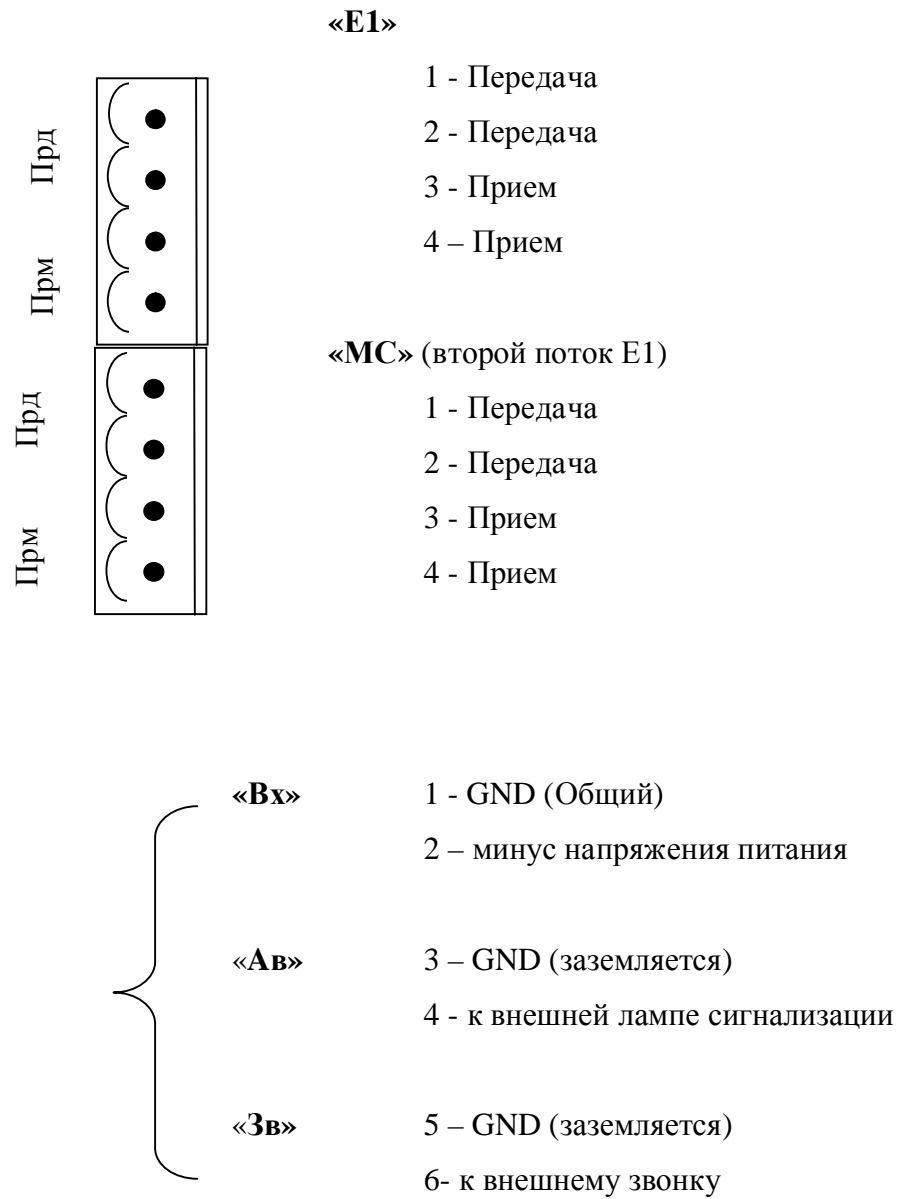 «Е1»
1 - Передача
2 - Передача
3 - Прием
4 – Прием
Прд
Прм
«МС» (второй поток Е1)
1 - Передача
2 - Передача
3 - Прием
4 - Прием
Прд
Прм
«Вх» 1 - GND (Общий)
2 – минус напряжения питания
«Ав» 3 – GND (заземляется)
4 - к внешней лампе сигнализации
«Зв» 5 – GND (заземляется)
6- к внешнему звонку